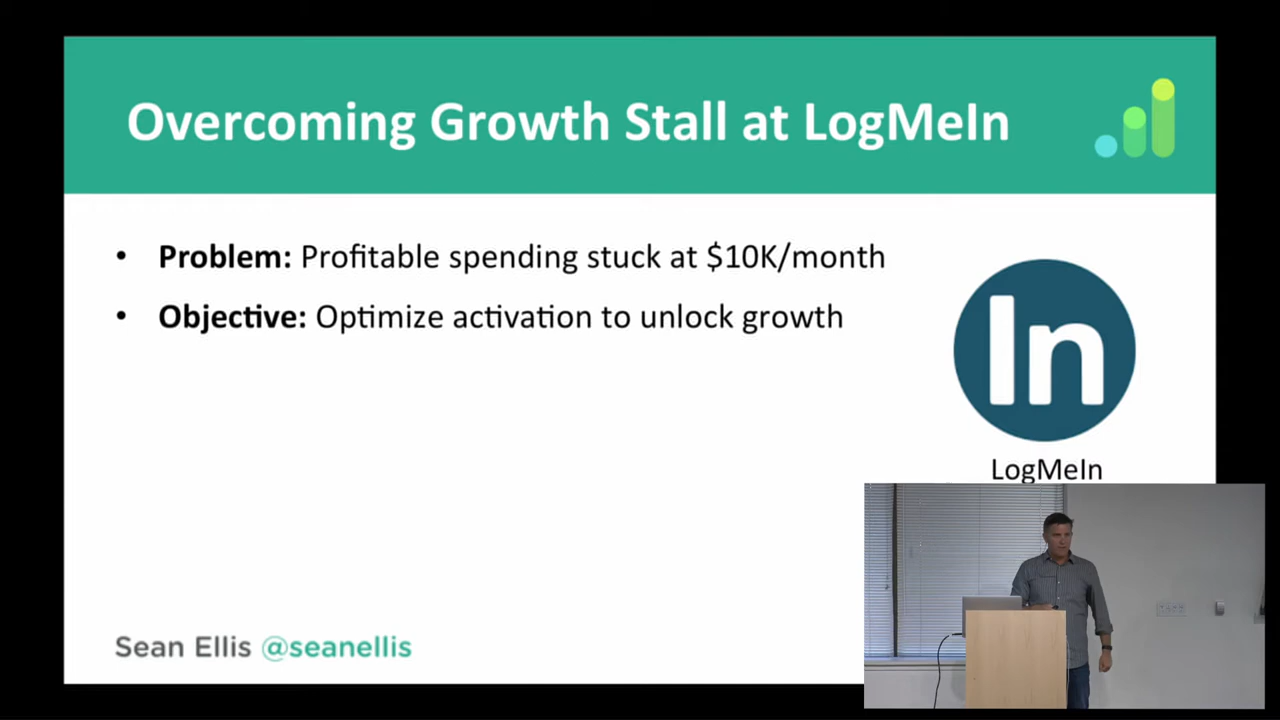 Overcoming Growth Stall at LogMeIn
• Problem: Profitable spending stuck at $10K/month
• Objective: Optimize activation to unlock growth
In
LogMeIn
Sean Ellis @seanellis